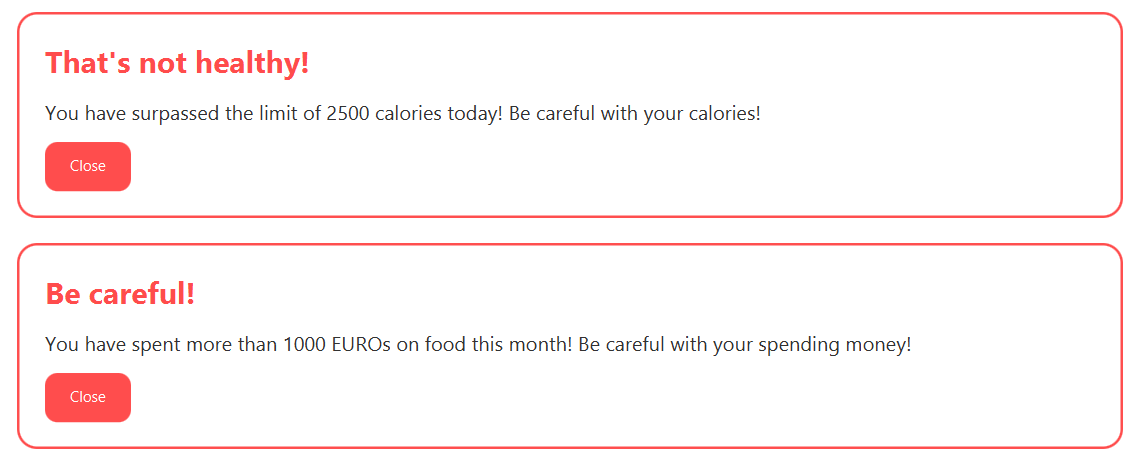 That's not healthy!
You have surpassed the limit of 2500 calories today! Be careful with your calories!
Close
Be careful!
You have spent more than 1000 EUROs on food this month! Be careful with your spending money!
Close